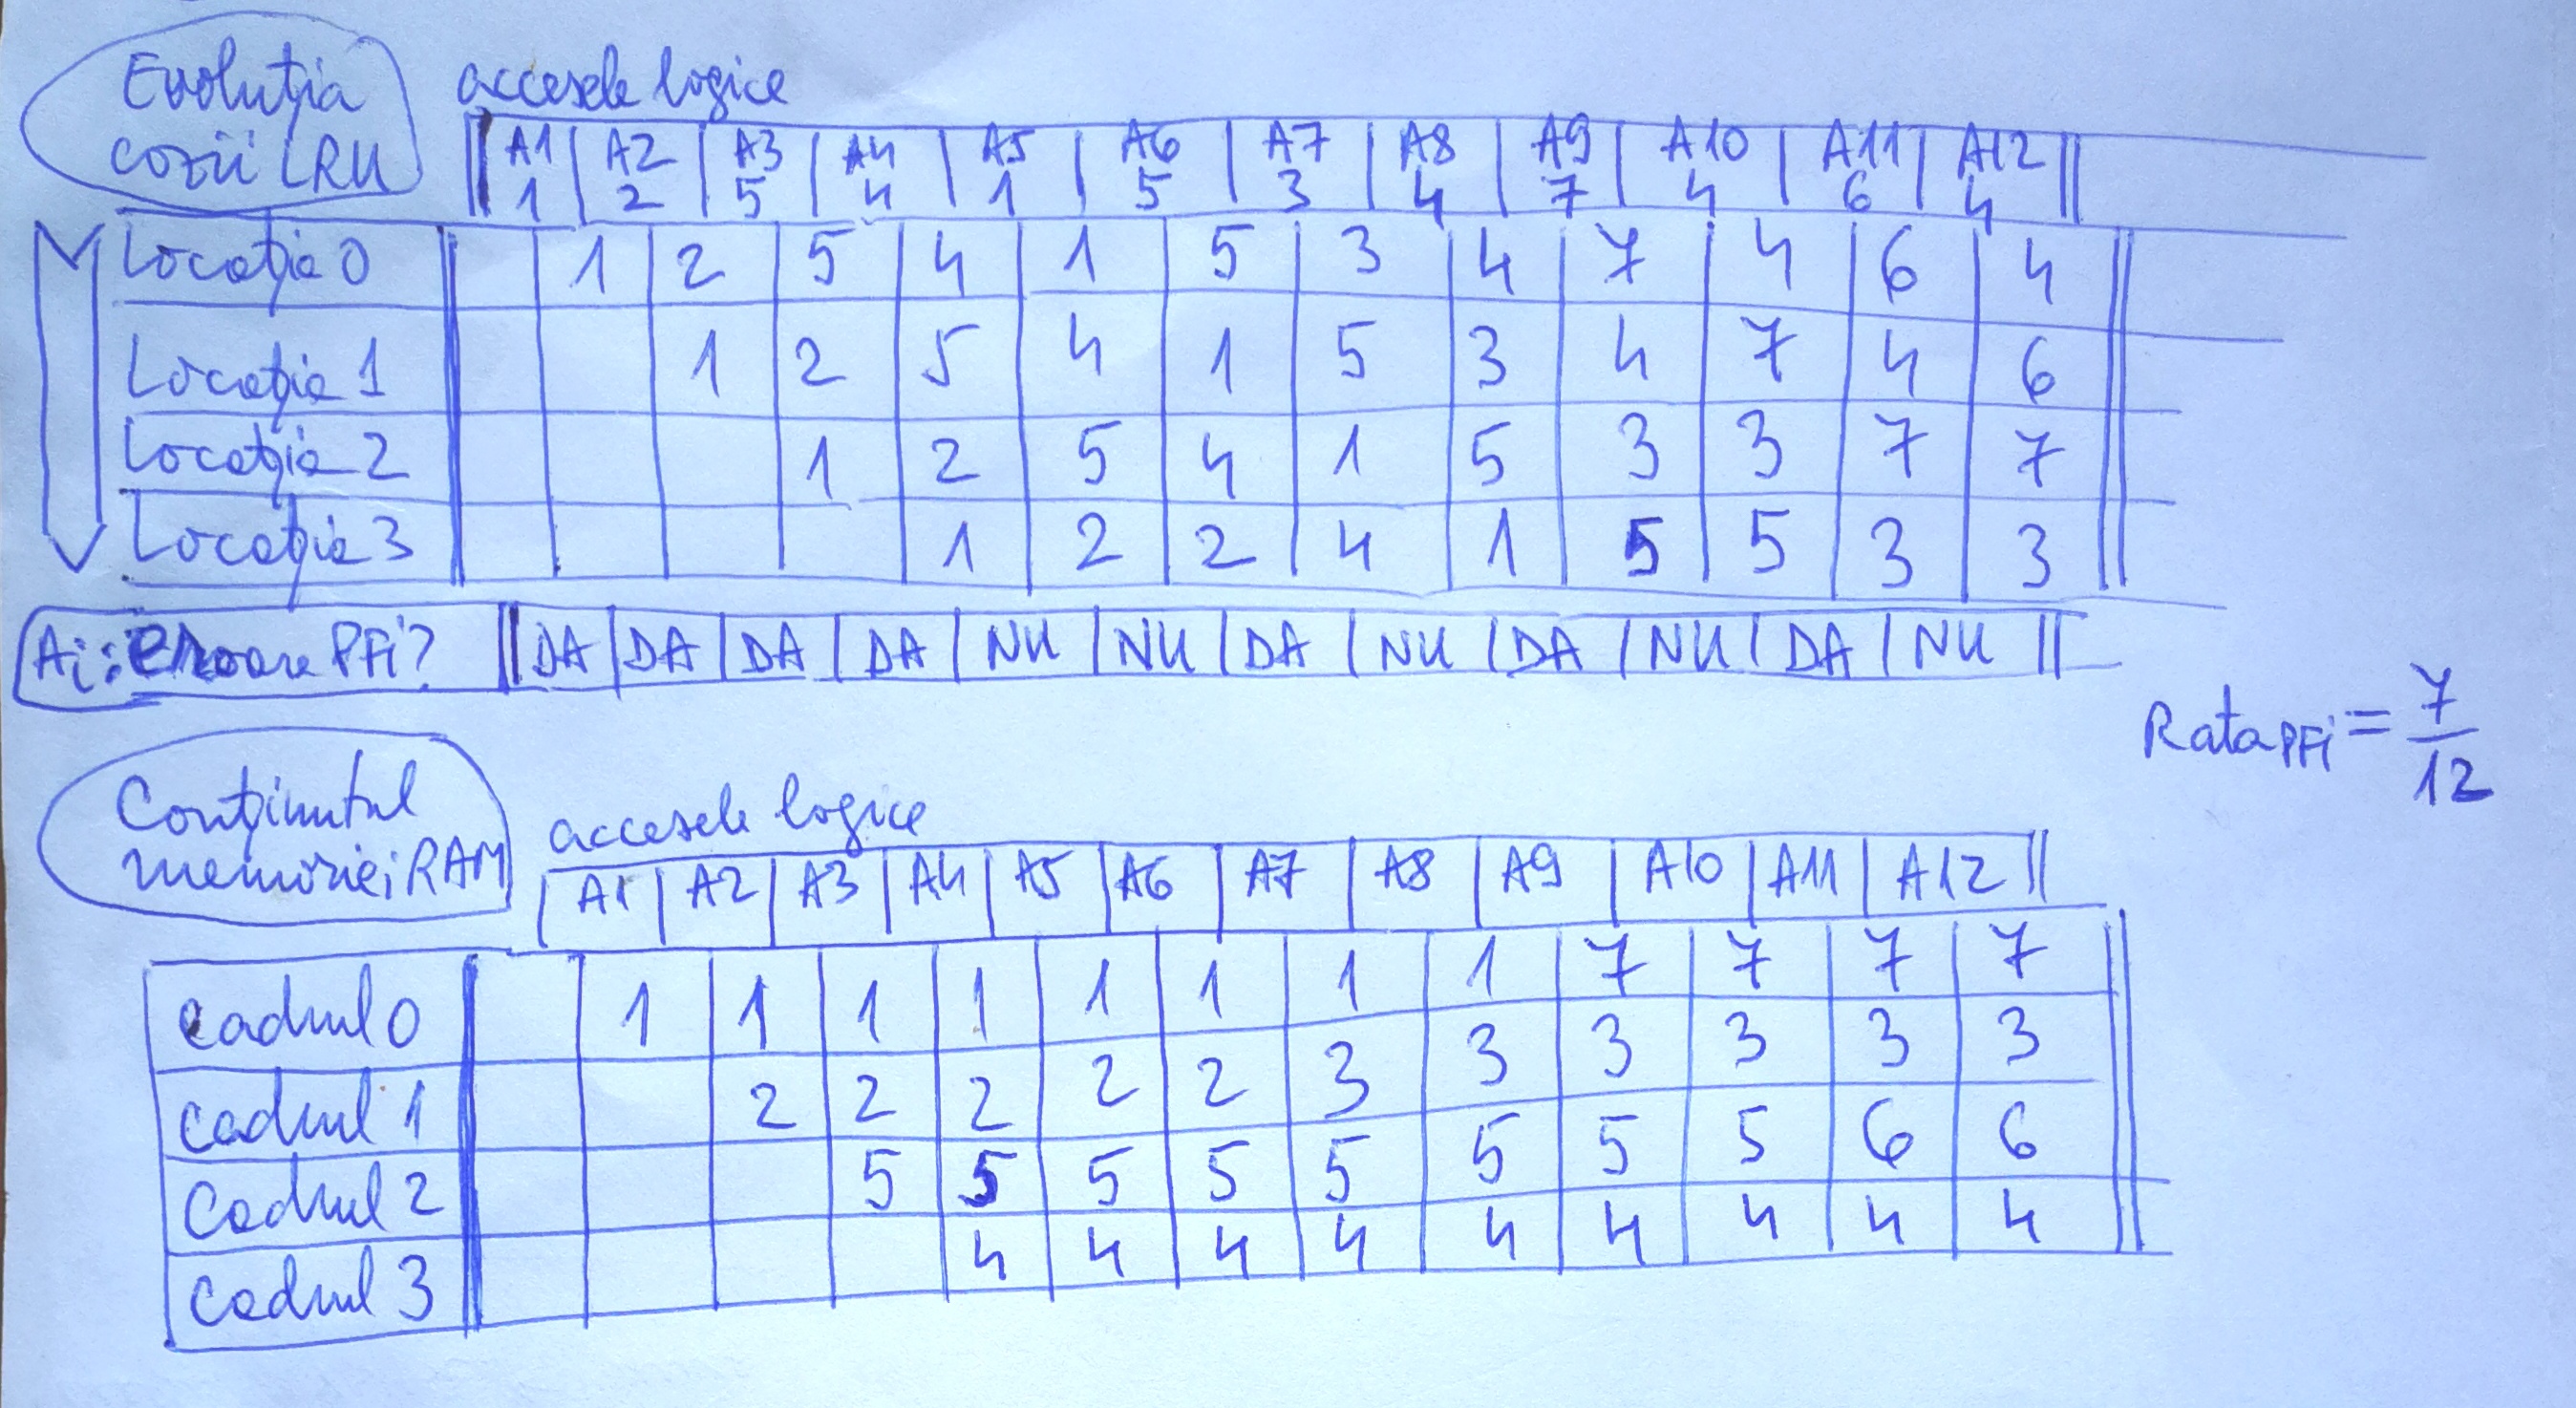 Evoluția
cozii LRU
accesele logice
A1 A2 A3 A4 A5 A6 A7 A8 A9 A10 A11 A12
1 2 5 4 1 5 3 4 7 4 6 4
Locația 0 1 2 5 4 1 5 3 4 7 4 6 4
Locația 1 1 2 5 4 1 5 3 4 7 4 6
Locația 2 1 2 5 4 1 5 3 3 7 7
Locația 3 1 2 2 4 1 5 5 3 3
Ai: eroare PFi? DA DA DA DA NU NU DA NU DA NU DA NU
Rata PFi = 7/12
Conținutul
memoriei RAM
accesele logice
A1 A2 A3 A4 A5 A6 A7 A8 A9 A10 A11 A12
cadrul 0 1 1 1 1 1 1 1 1 7 7 7 7
cadrul 1 2 2 2 2 2 3 3 3 3 3 3
cadrul 2 5 5 5 5 5 5 5 5 6 6
cadrul 3 4 4 4 4 4 4 4 4 4